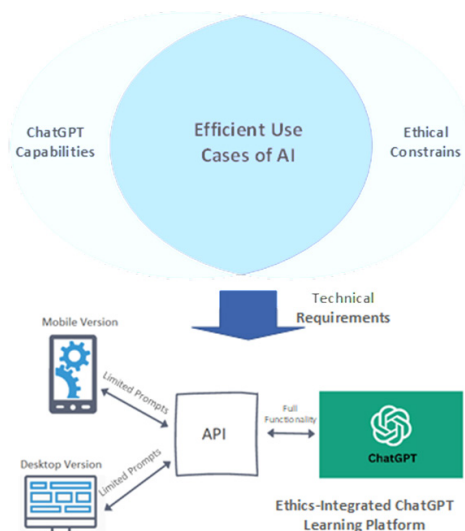 ChatGPT
Capabilities
Efficient Use
Cases of AI
Ethical
Constrains
Technical
Requirements
Mobile Version
Limited Prompts
API
Full
Functionality
ChatGPT
Desktop Version
Limited Prompts
Ethics-Integrated ChatGPT
Learning Platform